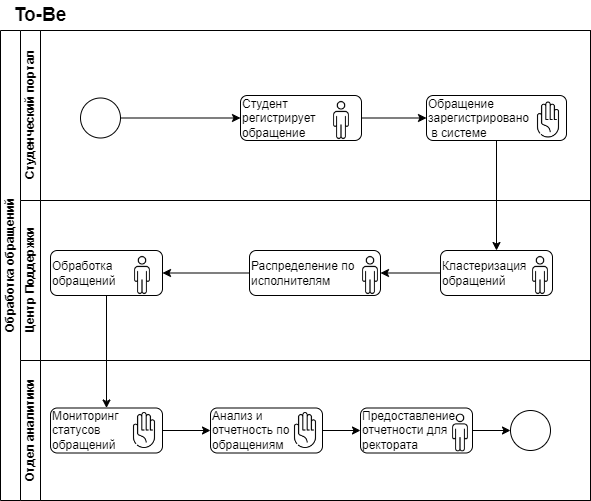 To-Be
Обработка обращений
Студенческий портал
Студент
регистрирует
обращение
Обращение
зарегистрировано
в системе
Центр Поддержки
Обработка
обращений
Распределение по
исполнителям
Кластеризация
обращений
Отдел аналитики
Мониторинг
статусов
обращений
Анализ и
отчетность по
обращениям
Предоставление
отчетности для
ректората